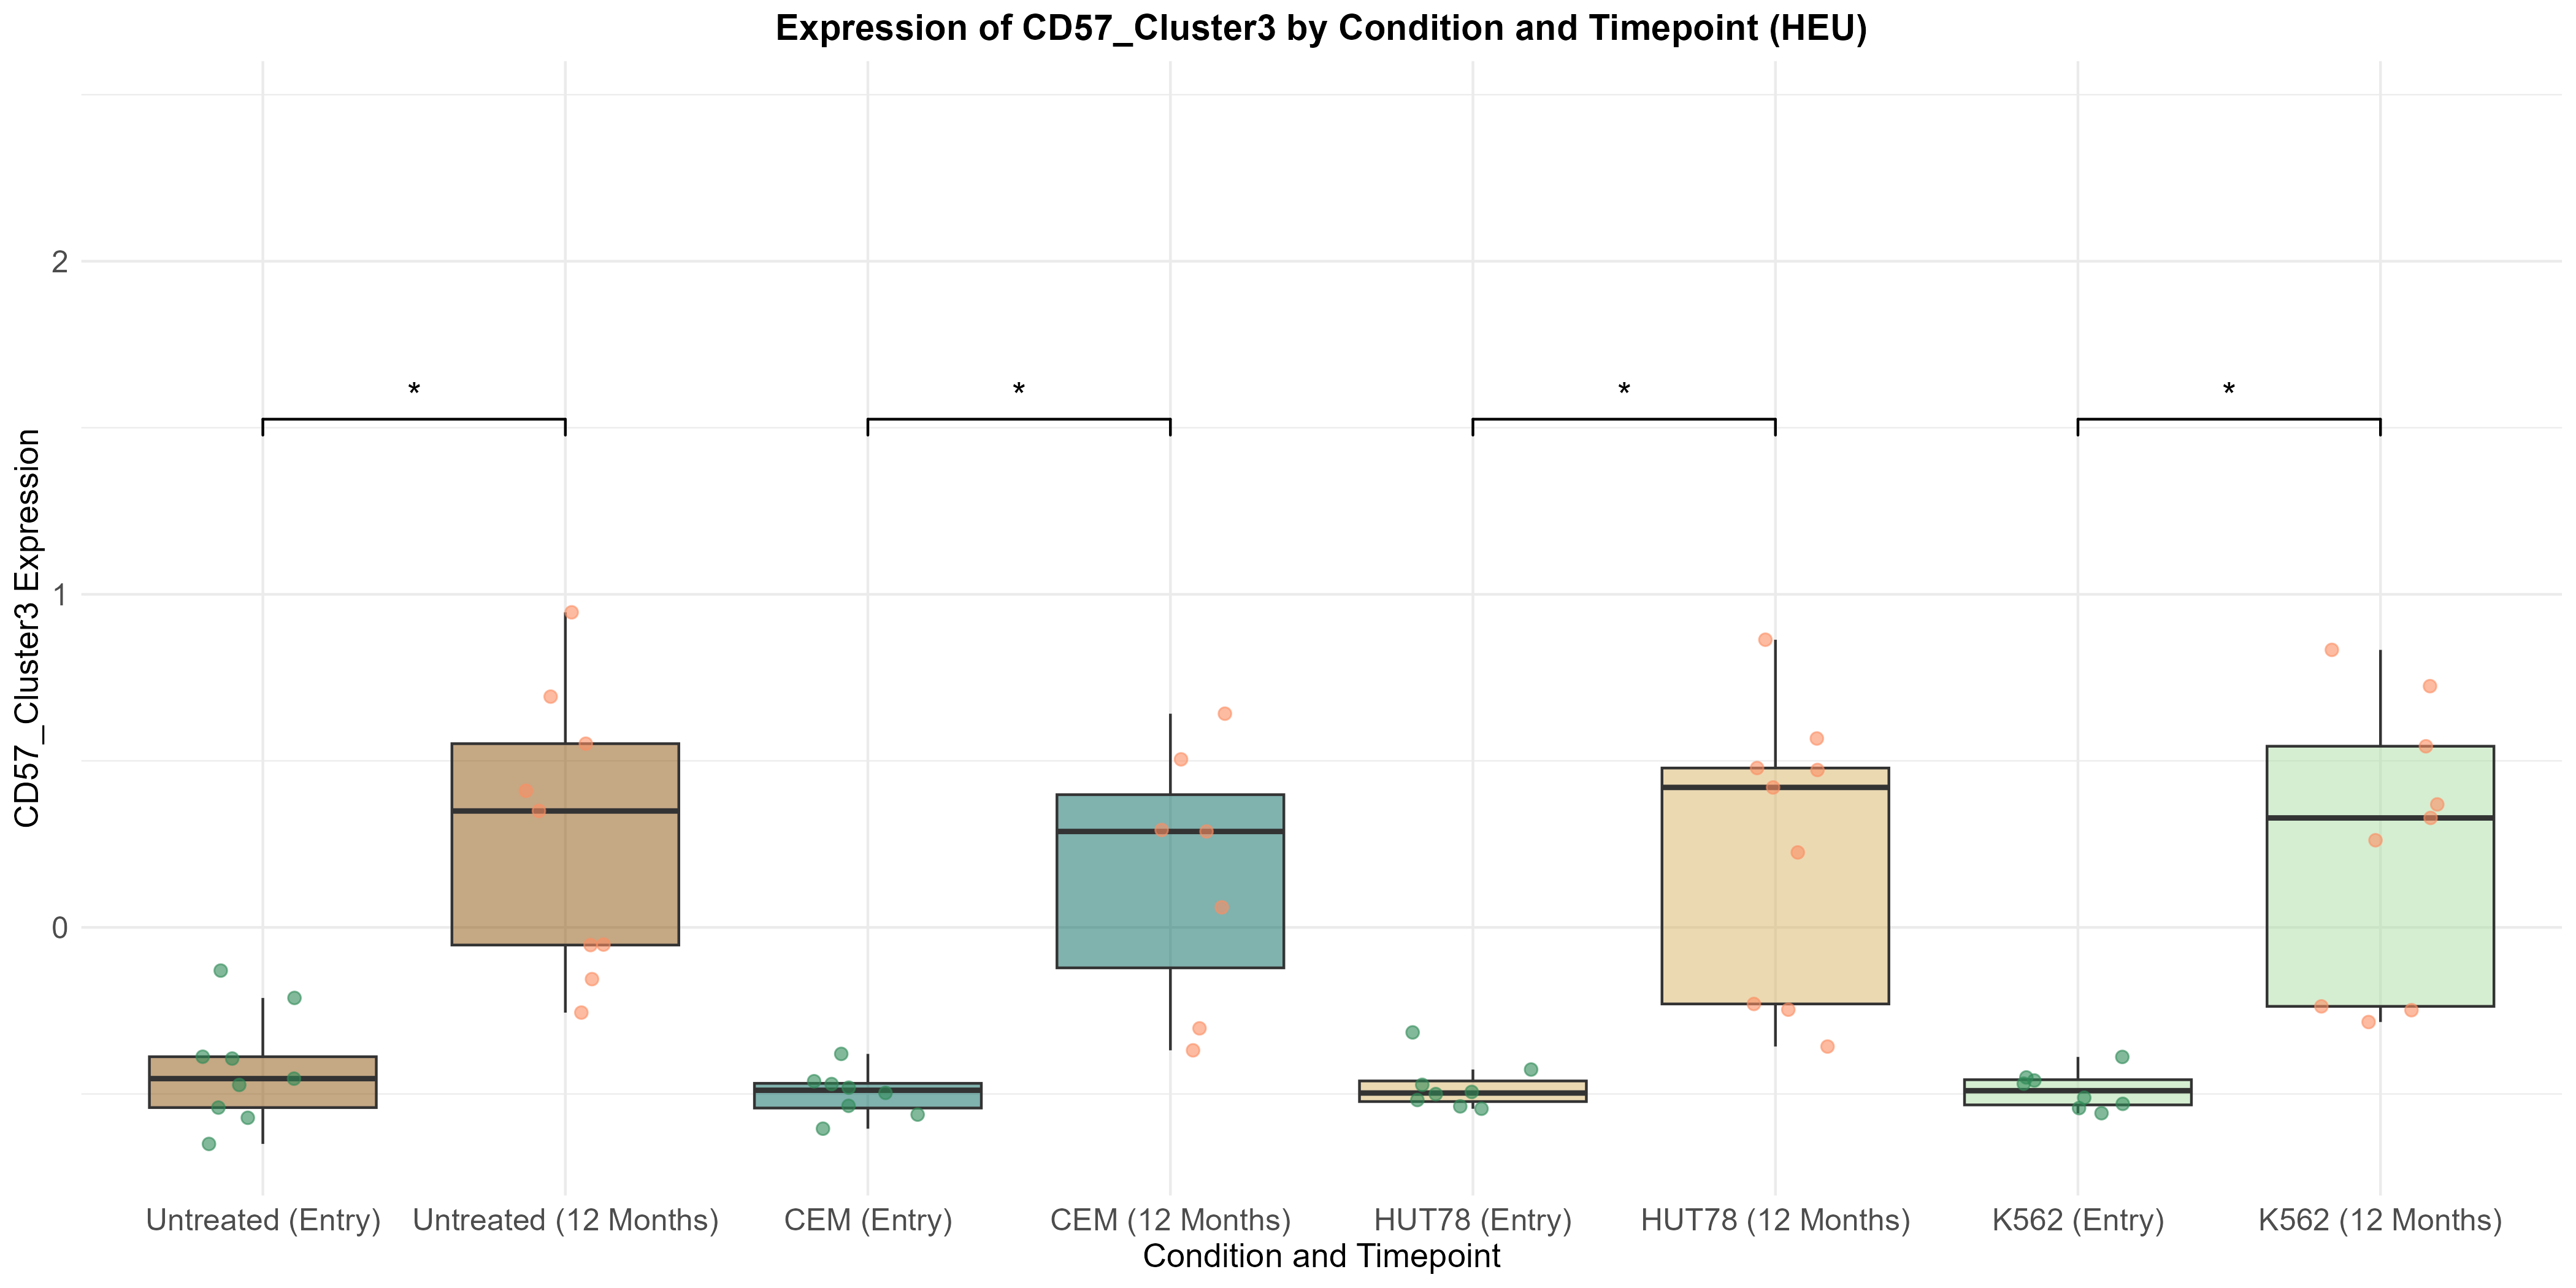 Expression of CD57_Cluster3 by Condition and Timepoint (HEU)
CD57_Cluster3 Expression
2
1
0
*
*
*
*
Untreated (Entry)
Untreated (12 Months)
CEM (Entry)
CEM (12 Months)
HUT78 (Entry)
HUT78 (12 Months)
K562 (Entry)
K562 (12 Months)
Condition and Timepoint